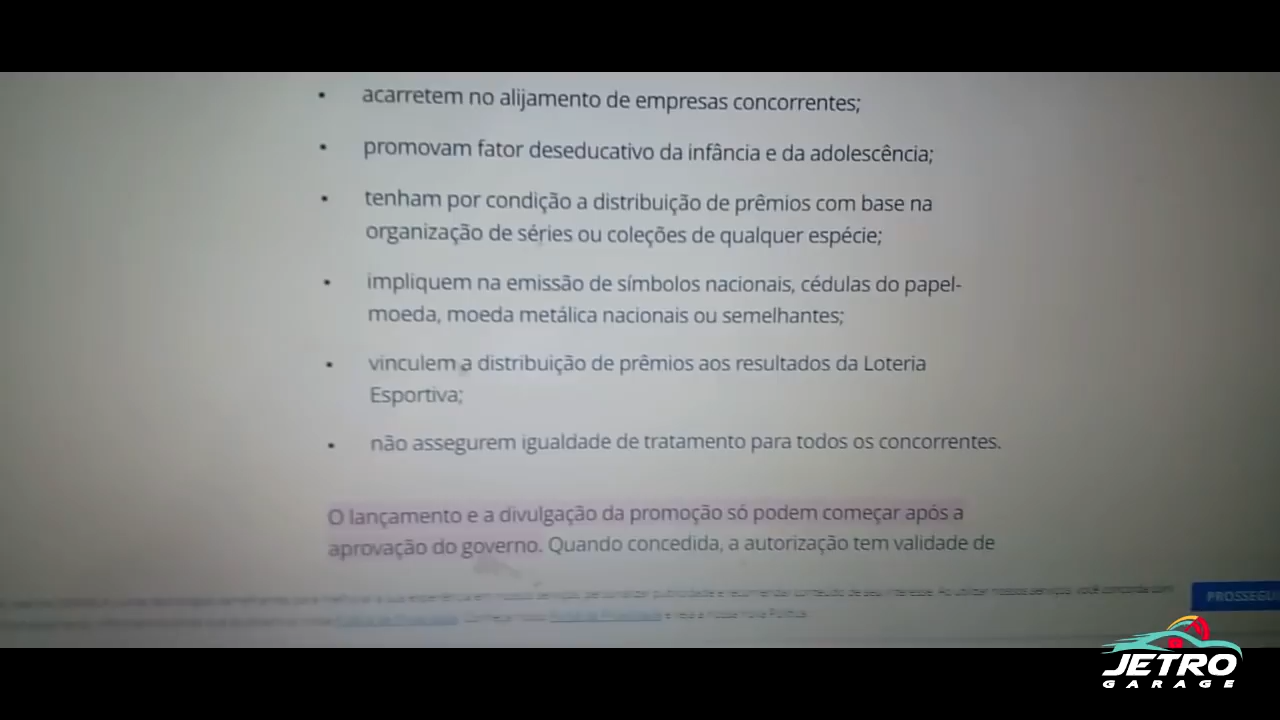 • acarretem no alijamento de empresas concorrentes;
• promovam fator deseducativo da infância e da adolescência;
• tenham por condição a distribuição de prêmios com base na
organização de séries ou coleções de qualquer espécie;
• impliquem na emissão de símbolos nacionais, cédulas do papel-
moeda, moeda metálica nacionais ou semelhantes;
• vinculem a distribuição de prêmios aos resultados da Loteria
Esportiva;
• não assegurem igualdade de tratamento para todos os concorrentes.
O lançamento e a divulgação da promoção só podem começar após a
aprovação do governo. Quando concedida, a autorização tem validade de
PROSSEGU
JETRO
GARAGE